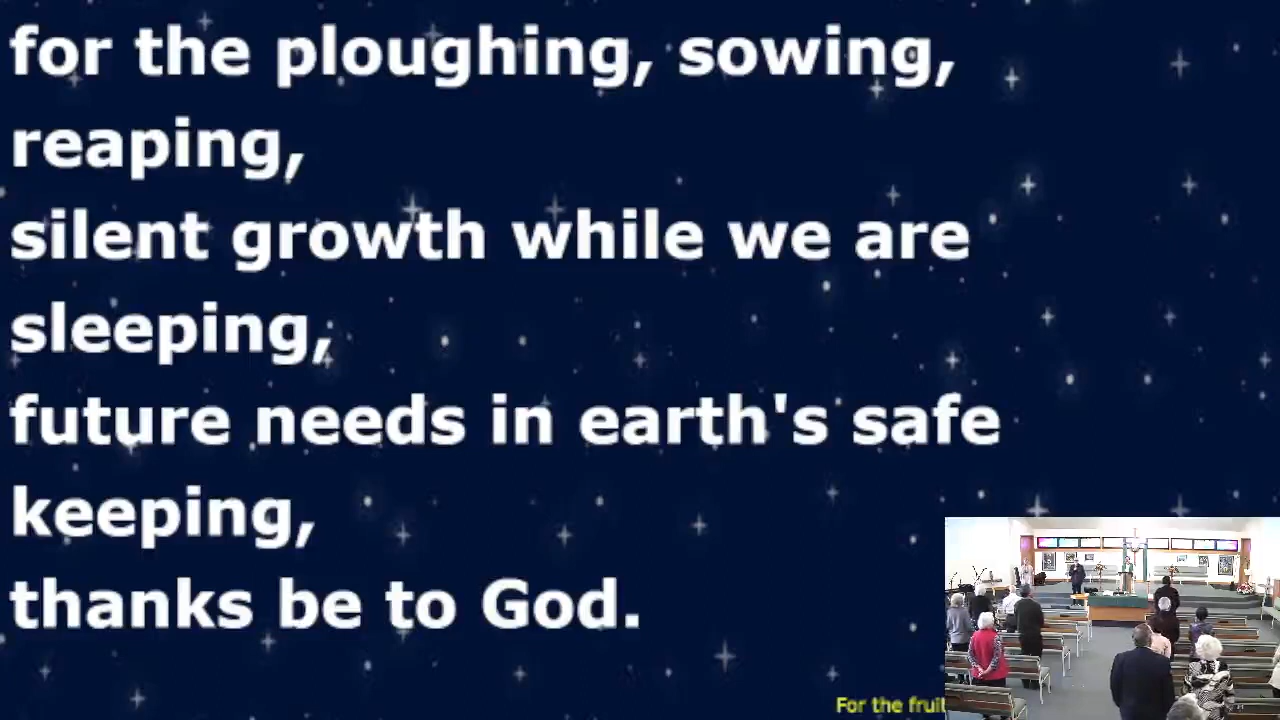 for the ploughing, sowing,
reaping,
silent growth while we are
sleeping,
future needs in earth's safe
keeping,
thanks be to God.
For the fruit